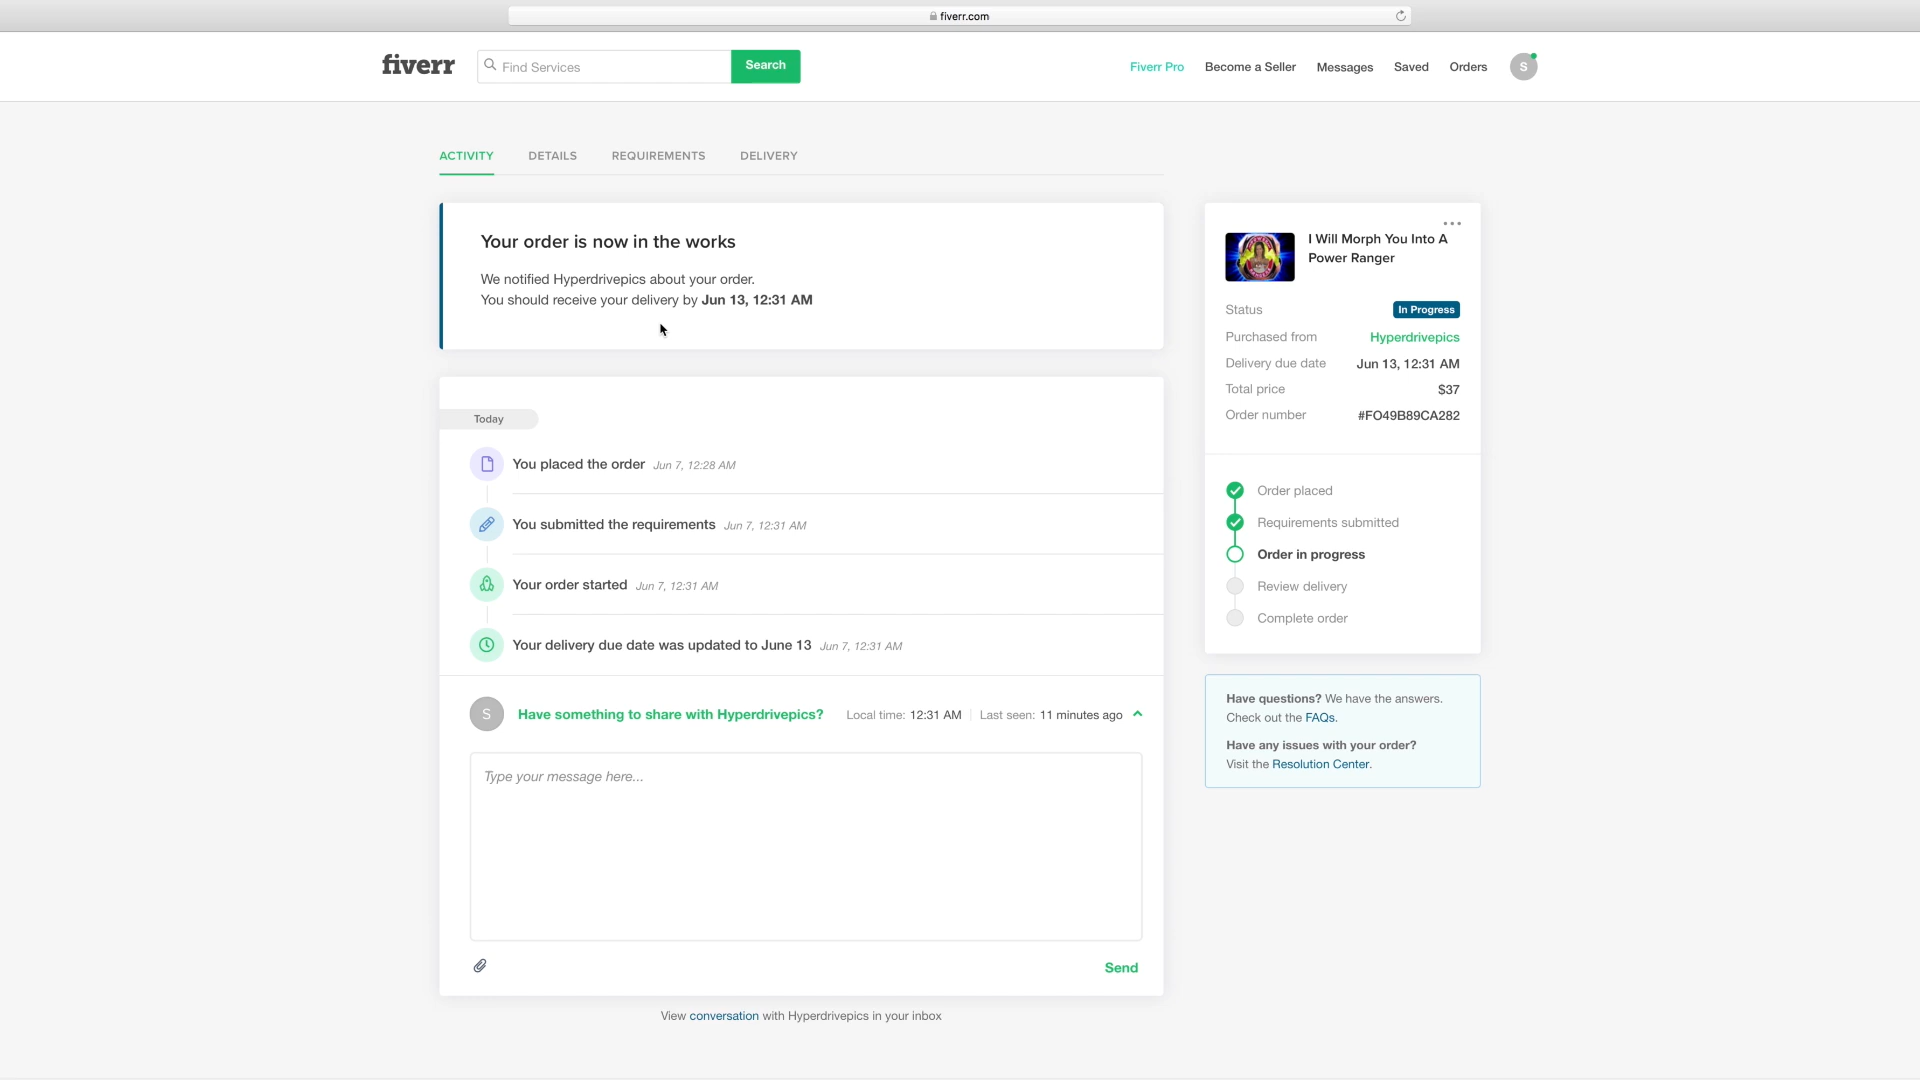 fiverr.com
fiverr
Find Services
Search
Fiverr Pro
Become a Seller
Messages
Saved
Orders
S
ACTIVITY
DETAILS
REQUIREMENTS
DELIVERY
Your order is now in the works
We notified Hyperdrivepics about your order.
You should receive your delivery by Jun 13, 12:31 AM
Today
You placed the order Jun 7, 12:28 AM
You submitted the requirements Jun 7, 12:31 AM
Your order started Jun 7, 12:31 AM
Your delivery due date was updated to June 13 Jun 7, 12:31 AM
S
Have something to share with Hyperdrivepics?
Local time: 12:31 AM
Last seen: 11 minutes ago
Type your message here...
Send
View conversation with Hyperdrivepics in your inbox
I Will Morph You Into A
Power Ranger
Status
In Progress
Purchased from
Hyperdrivepics
Delivery due date
Jun 13, 12:31 AM
Total price
$37
Order number
#FO49B89CA282
Order placed
Requirements submitted
Order in progress
Review delivery
Complete order
Have questions? We have the answers.
Check out the FAQs.
Have any issues with your order?
Visit the Resolution Center.